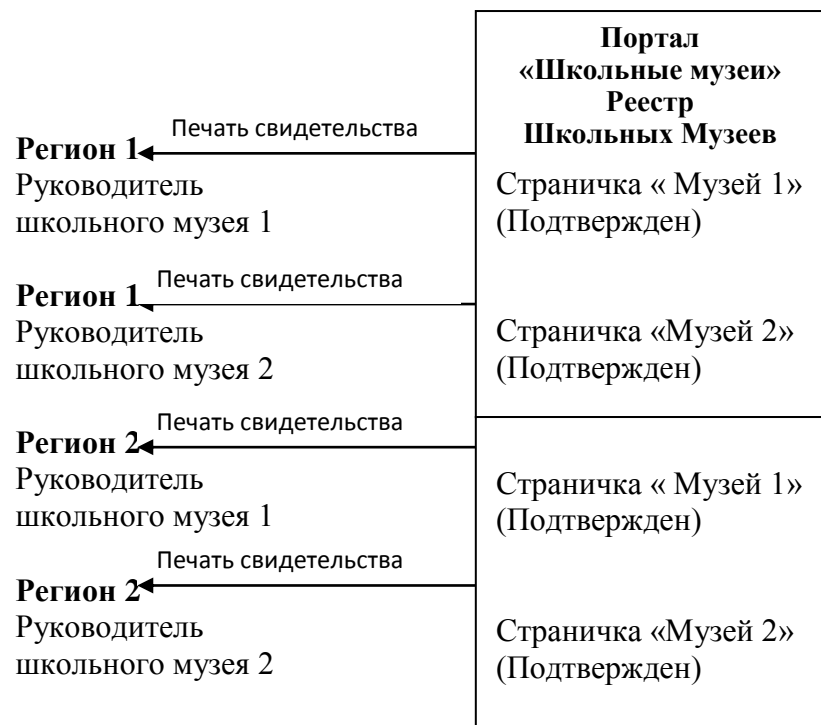 Портал
«Школьные музеи»
Реестр
Школьных Музеев
Печать свидетельства
Регион 1
Руководитель
школьного музея 1
Страничка « Музей 1»
(Подтвержден)
Печать свидетельства
Регион 1
Руководитель
школьного музея 2
Страничка «Музей 2»
(Подтвержден)
Печать свидетельства
Регион 2
Руководитель
школьного музея 1
Страничка « Музей 1»
(Подтвержден)
Печать свидетельства
Регион 2
Руководитель
школьного музея 2
Страничка «Музей 2»
(Подтвержден)